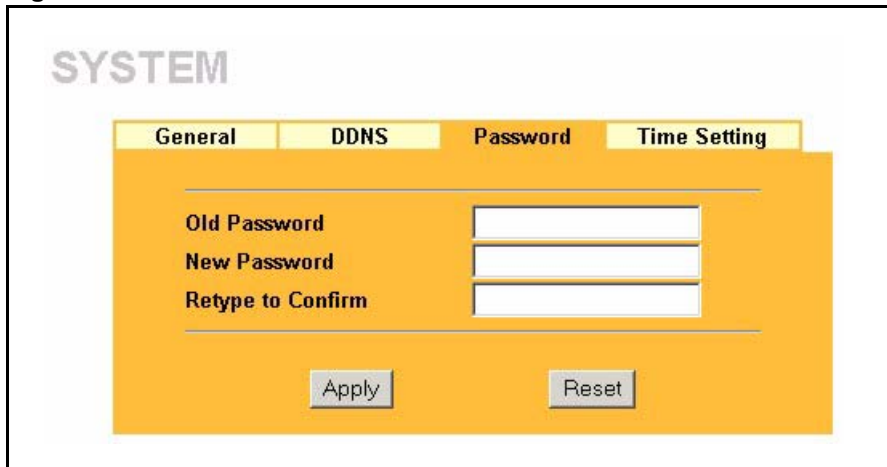 SYSTEM
General DDNS Password Time Setting
Old Password
New Password
Retype to Confirm
Apply Reset